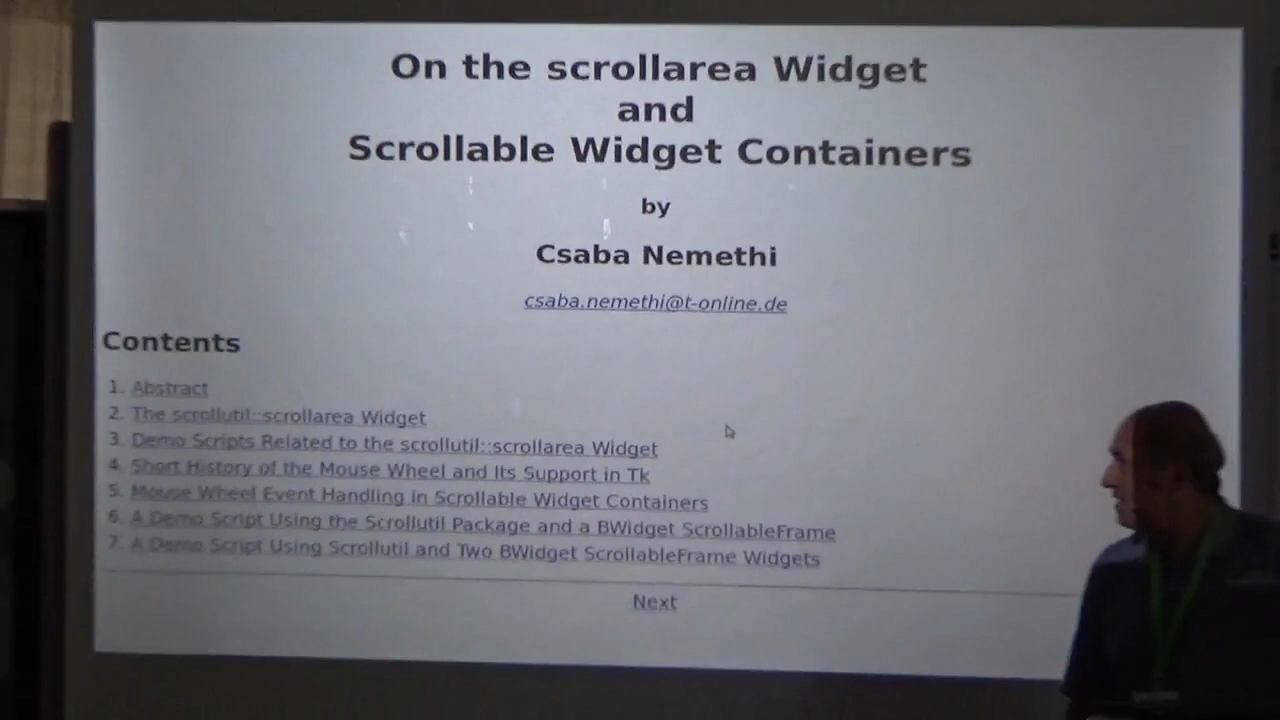 On the scrollarea Widget
and
Scrollable Widget Containers
by
Csaba Nemethi
csaba.nemethi@t-online.de
Contents
1. Abstract
2. The scrollutil::scrollarea Widget
3. Demo Scripts Related to the scrollutil::scrollarea Widget
4. Short History of the Mouse Wheel and Its Support in Tk
5. Mouse Wheel Event Handling in Scrollable Widget Containers
6. A Demo Script Using the Scrollutil Package and a BWidget ScrollableFrame
7. A Demo Script Using Scrollutil and Two BWidget ScrollableFrame Widgets
Next